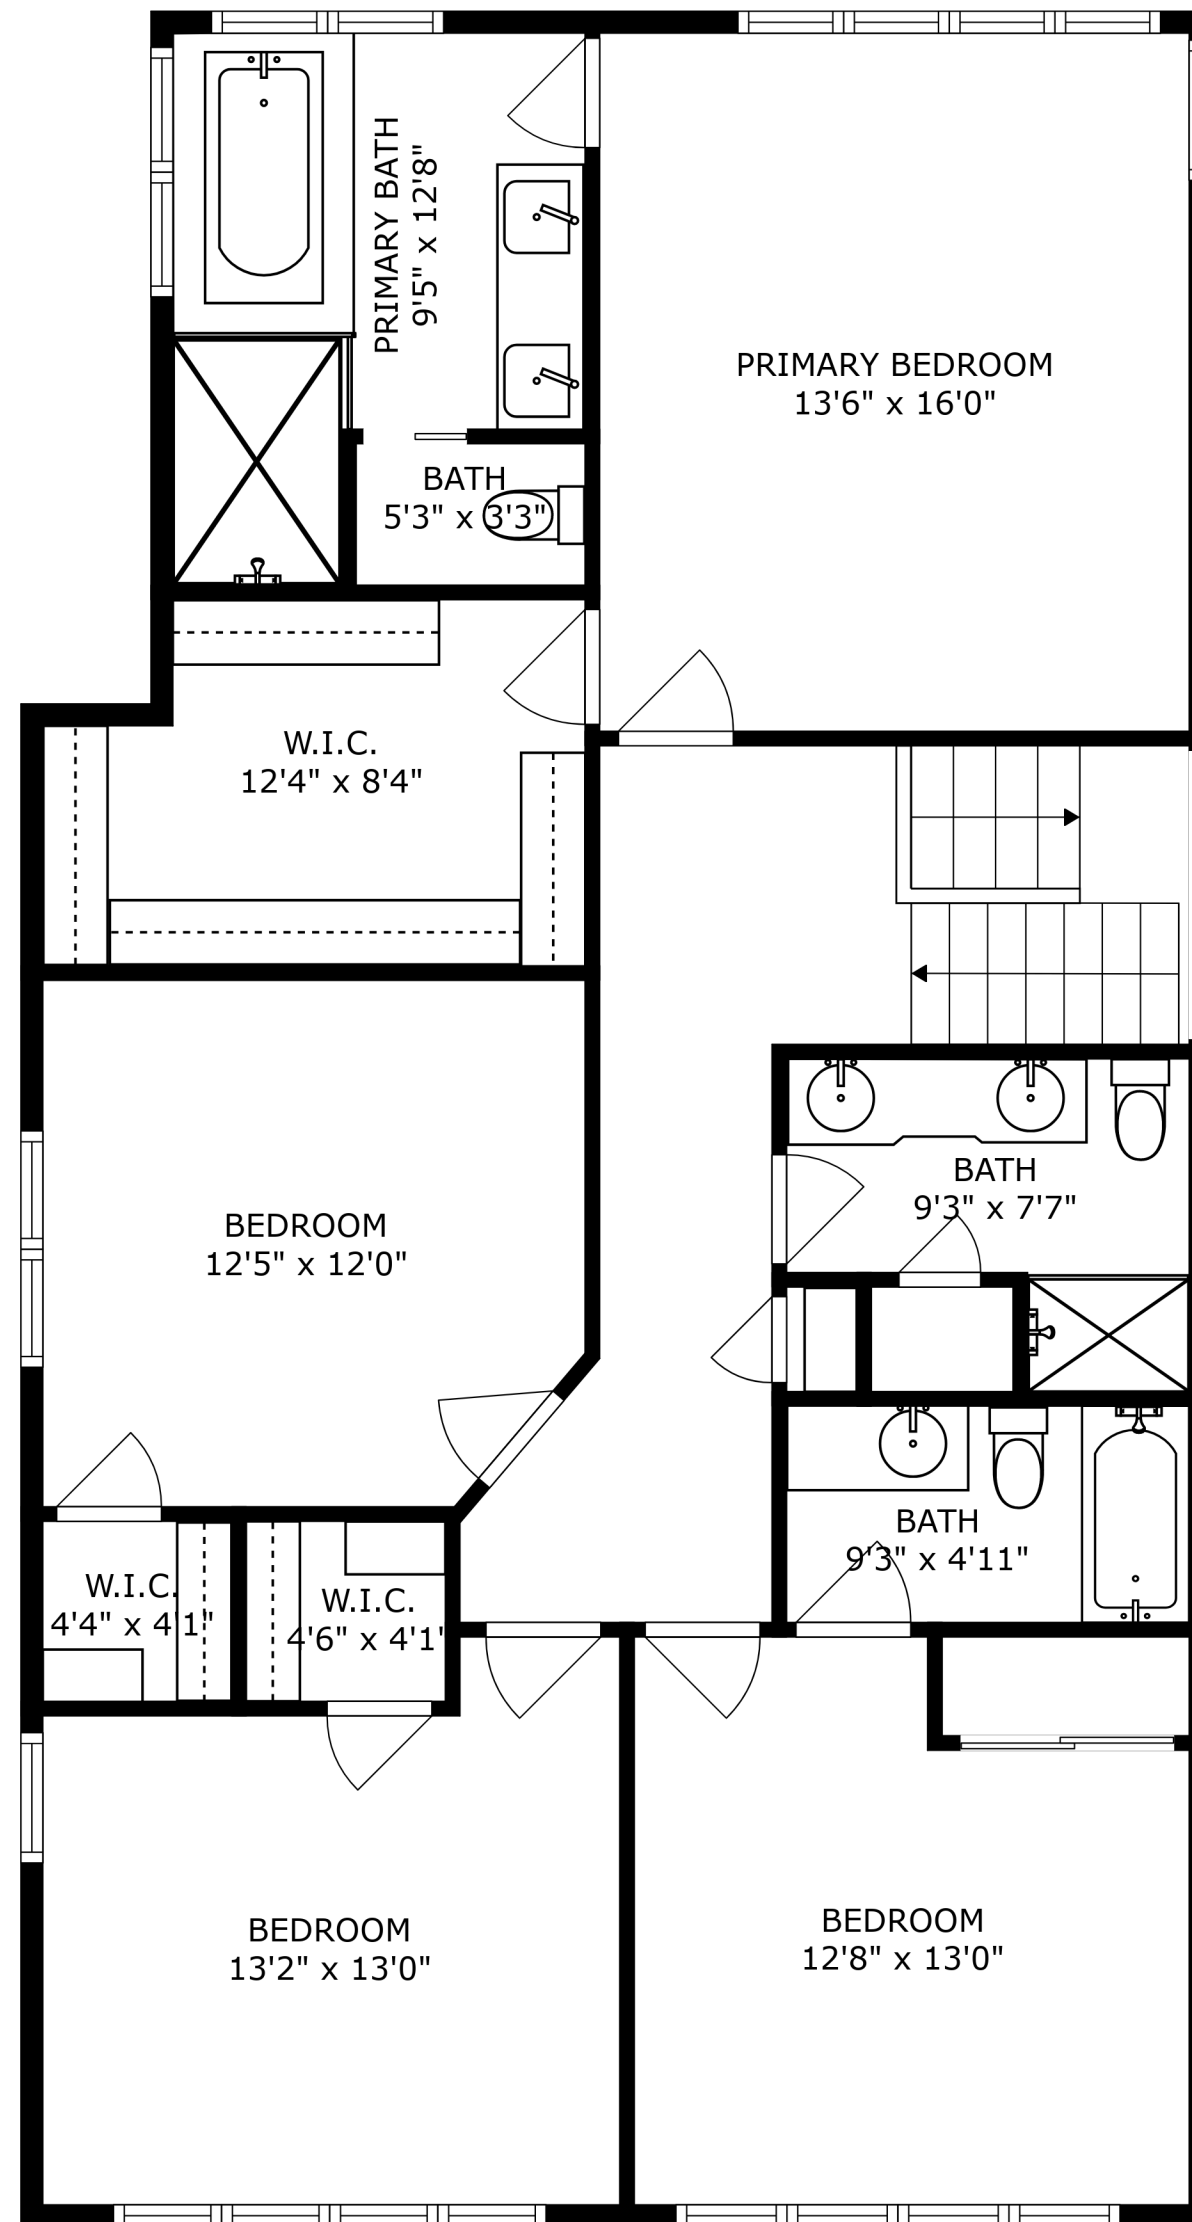 PRIMARY BATH
9'5" x 12'8"
PRIMARY BEDROOM
13'6" x 16'0"
BATH
5'3" x 3'3"
W.I.C.
12'4" x 8'4"
BATH
9'3" x 7'7"
BEDROOM
12'5" x 12'0"
BATH
9'3" x 4'11"
W.I.C.
4'4" x 4'1"
W.I.C.
4'6" x 4'1"
BEDROOM
13'2" x 13'0"
BEDROOM
12'8" x 13'0"